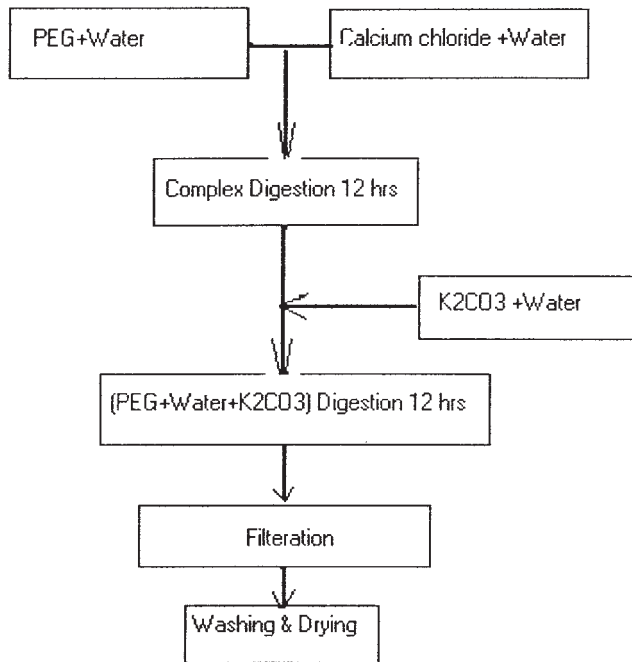 PEG+Water
Calcium chloride +Water
Complex Digestion 12 hrs
K2CO3 +Water
(PEG+Water+K2CO3) Digestion 12 hrs
Filteration
Washing & Drying